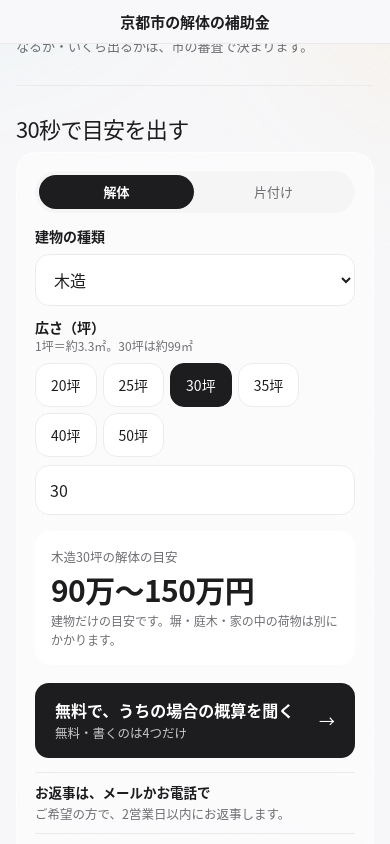 京都市の解体の補助金
なるか・いくら出るかは、市の審査で決まります。
30秒で目安を出す
解体
片付け
建物の種類
木造
広さ（坪）
1坪＝約3.3㎡。30坪は約99㎡
20坪
25坪
30坪
35坪
40坪
50坪
30
木造30坪の解体の目安
90万〜150万円
建物だけの目安です。塀・庭木・家の中の荷物は別に
かかります。
無料で、うちの場合の概算を聞く
無料・書くのは4つだけ
→
お返事は、メールかお電話で
ご希望の方で、2営業日以内にお返事します。